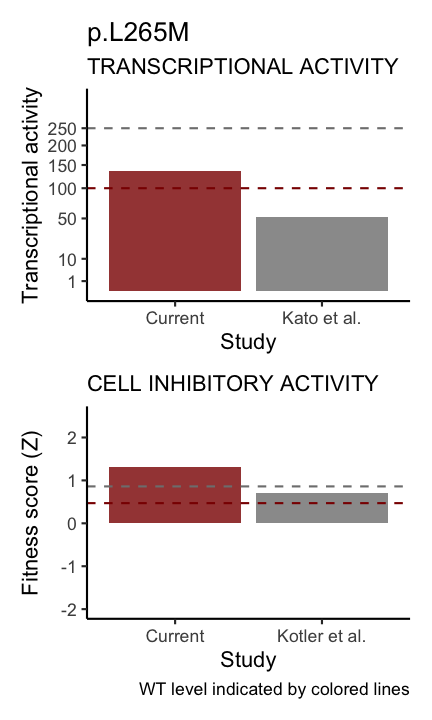 p.L265M
TRANSCRIPTIONAL ACTIVITY
Transcriptional activity
250
200
150
100
50
10
1
Current
Kato et al.
Study
CELL INHIBITORY ACTIVITY
Fitness score (Z)
2
1
0
-1
-2
Current
Kotler et al.
Study
WT level indicated by colored lines